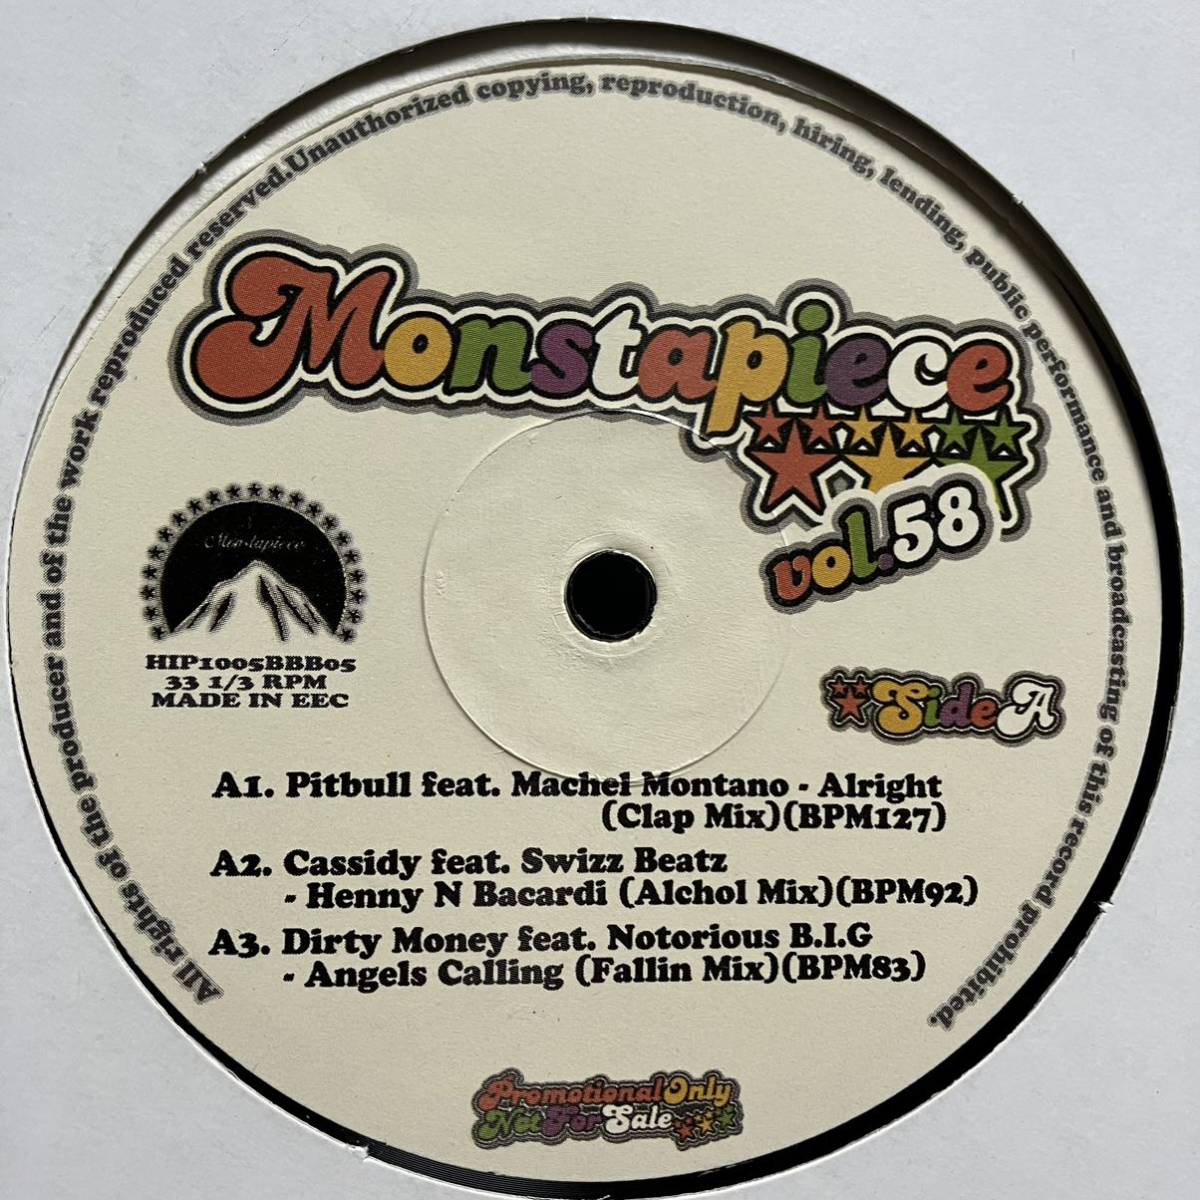 All rights of the producer and of the work reproduced reserved.Unauthorized copying, reproduction, hiring, lending, public performance and broadcasting of this record prohibited.
Monstapiece
vol.58
Monstapiece
HIP1005BBB05
33 1/3 RPM
MADE IN EEC
Side A
A1. Pitbull feat. Machel Montano - Alright
(Clap Mix)(BPM127)
A2. Cassidy feat. Swizz Beatz
- Henny N Bacardi (Alchol Mix)(BPM92)
A3. Dirty Money feat. Notorious B.I.G
- Angels Calling (Fallin Mix)(BPM83)
Promotional Only
Not For Sale